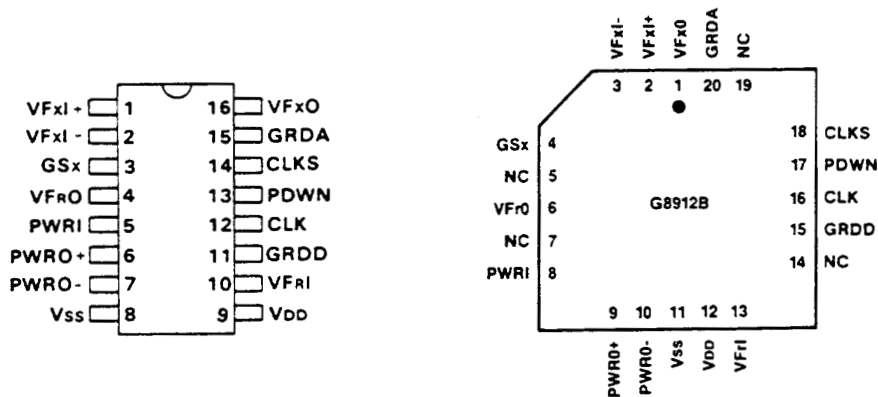 VFxI+ 1 16 VFxO
VFxI- 2 15 GRDA
GSx 3 14 CLKS
VFRO 4 13 PDWN
PWRI 5 12 CLK
PWRO+ 6 11 GRDD
PWRO- 7 10 VFRI
VSS 8 9 VDD
VFxI- VFxI+ VFx0 GRDA NC
3 2 1 20 19
GSx 4 18 CLKS
NC 5 17 PDWN
VFr0 6 16 CLK
G8912B
NC 7 15 GRDD
PWRI 8 14 NC
9 10 11 12 13
PWR0+ PWR0- Vss VDD VFrI